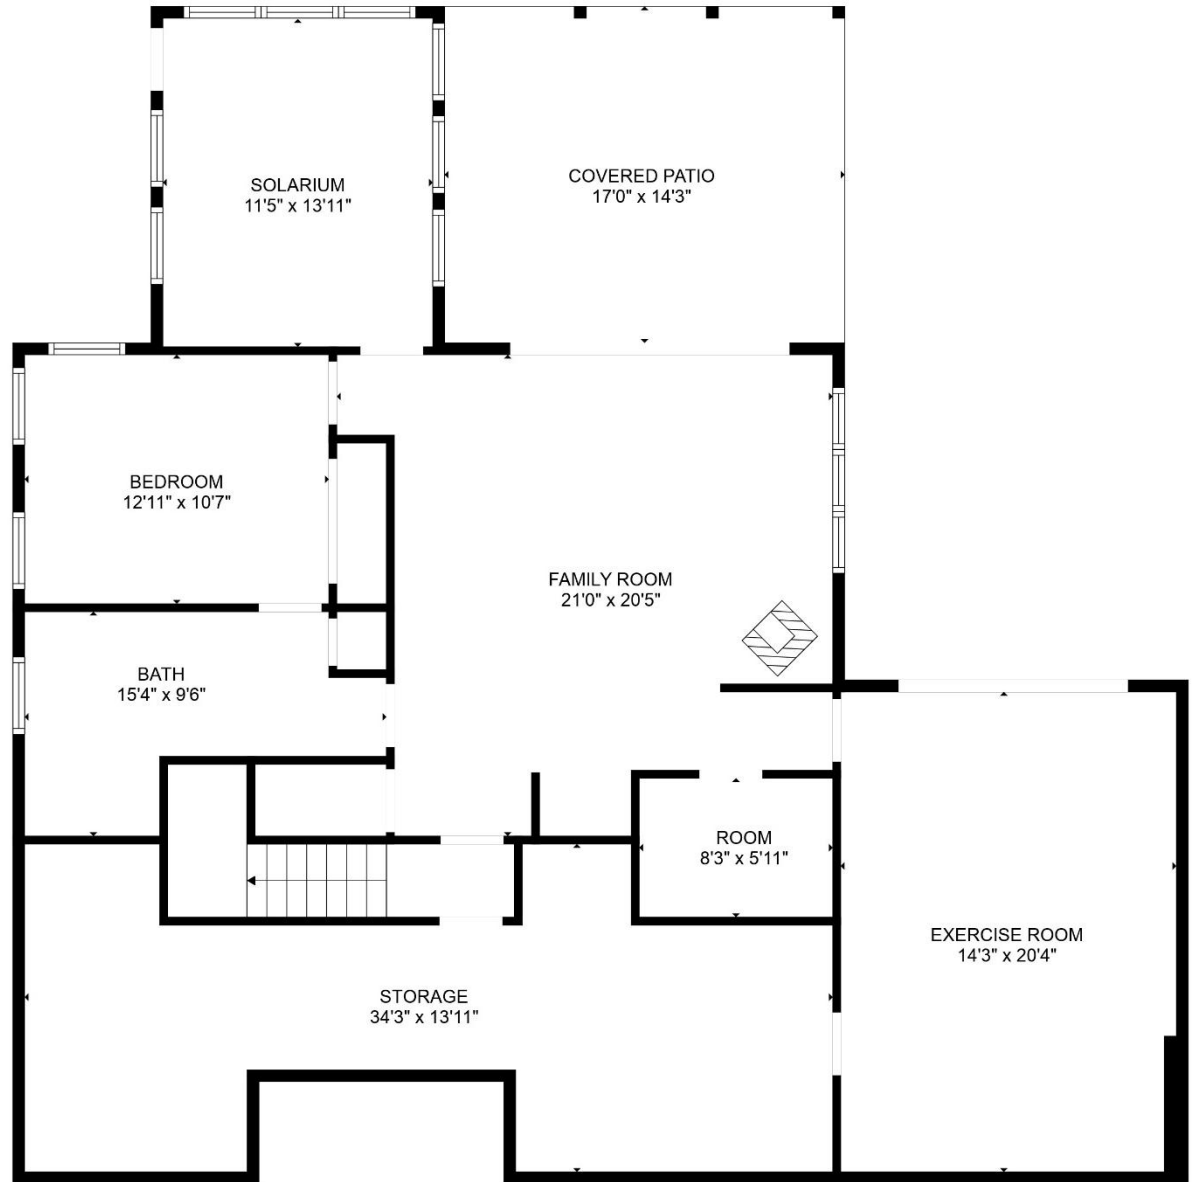 SOLARIUM
11'5" x 13'11"
COVERED PATIO
17'0" x 14'3"
BEDROOM
12'11" x 10'7"
FAMILY ROOM
21'0" x 20'5"
BATH
15'4" x 9'6"
ROOM
8'3" x 5'11"
EXERCISE ROOM
14'3" x 20'4"
STORAGE
34'3" x 13'11"